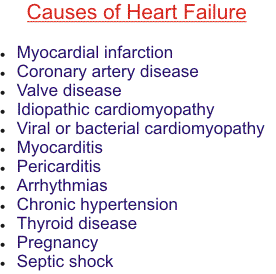 Causes of Heart Failure
• Myocardial infarction
• Coronary artery disease
• Valve disease
• Idiopathic cardiomyopathy
• Viral or bacterial cardiomyopathy
• Myocarditis
• Pericarditis
• Arrhythmias
• Chronic hypertension
• Thyroid disease
• Pregnancy
• Septic shock